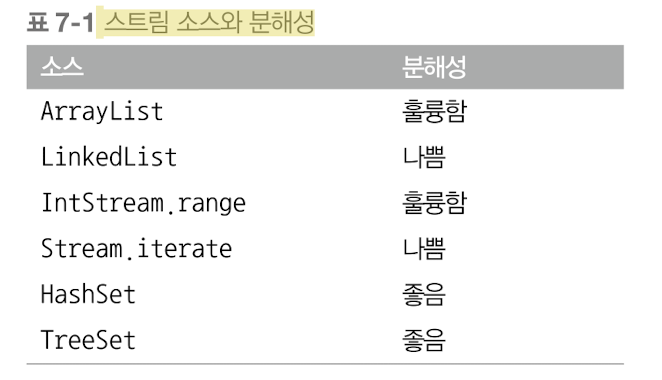 표 7-1 스트림 소스와 분해성
소스 분해성
ArrayList 훌륭함
LinkedList 나쁨
IntStream.range 훌륭함
Stream.iterate 나쁨
HashSet 좋음
TreeSet 좋음